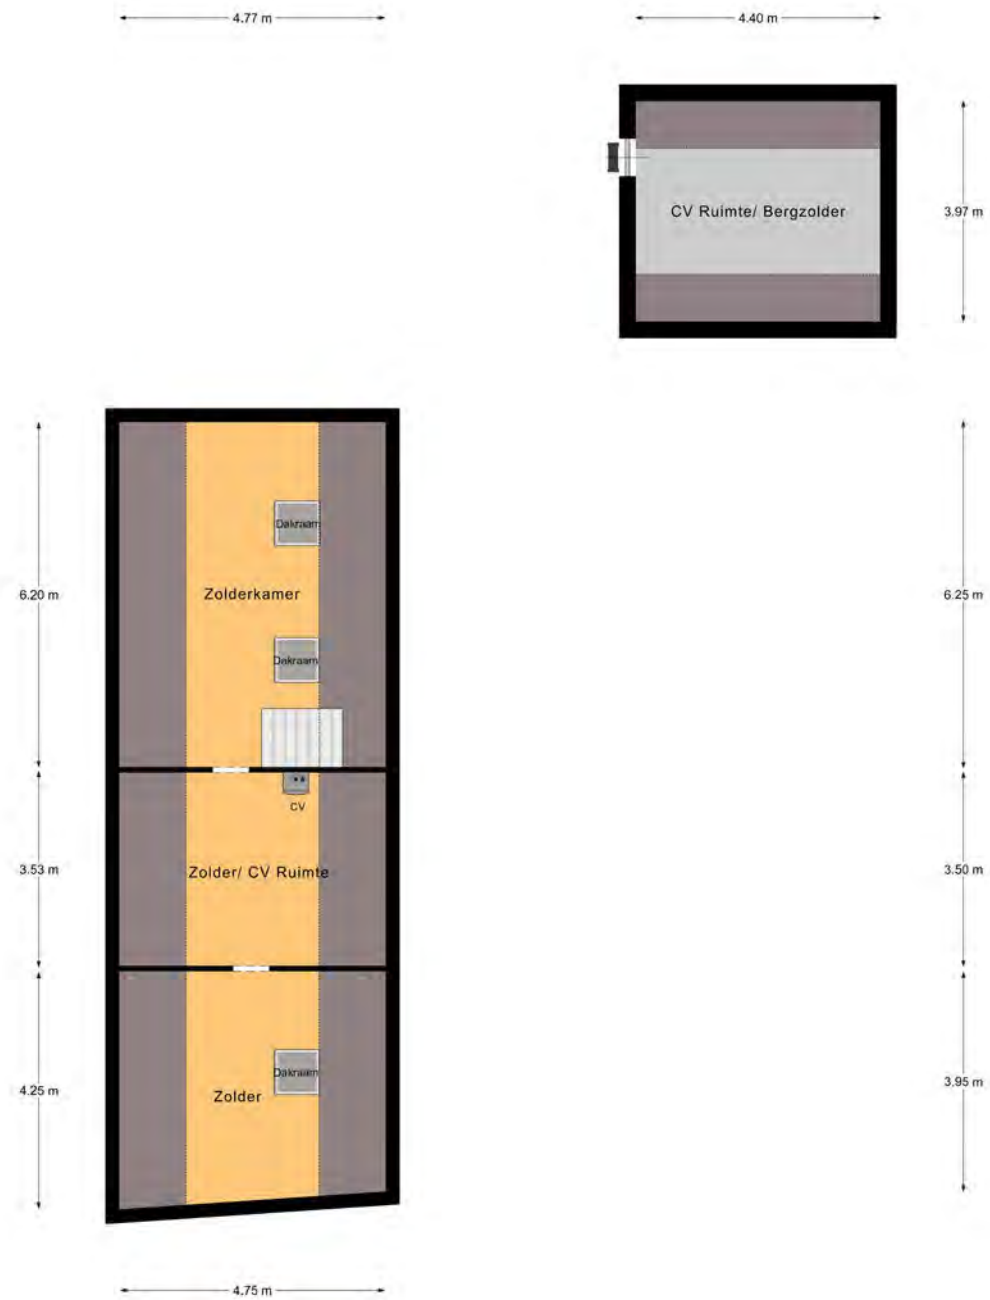 4.77 m
4.40 m
CV Ruimte/ Bergzolder
3.97 m
Dakraam
Zolderkamer
6.20 m
6.25 m
Dakraam
CV
Zolder/ CV Ruimte
3.53 m
3.50 m
Dakraam
Zolder
4.25 m
3.95 m
4.75 m